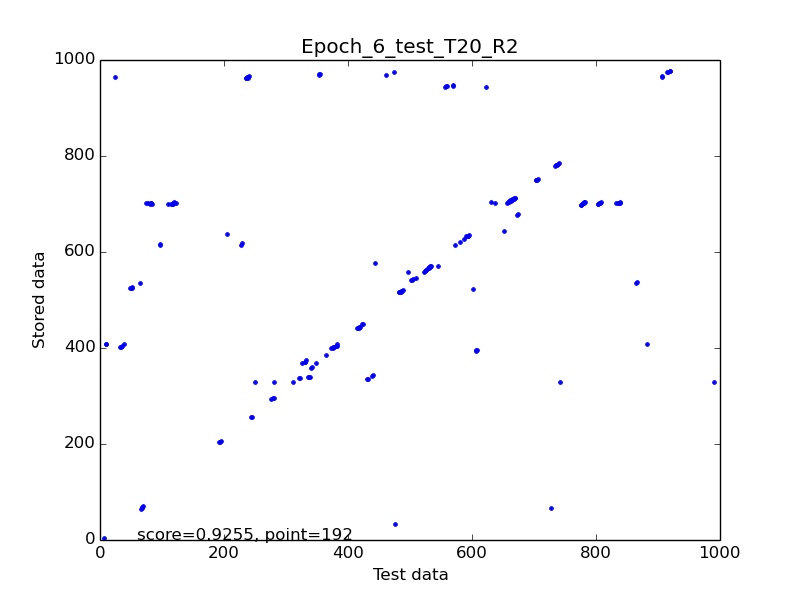 Epoch_6_test_T20_R2
1000
800
600
400
200
0
Stored data
score=0.9255, point=192
0 200 400 600 800 1000
Test data